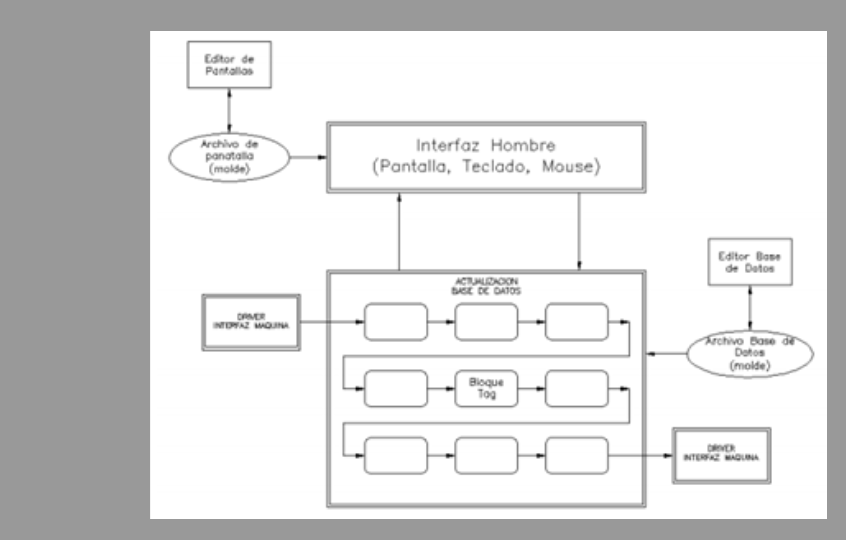 Editor de
Pantallas
Archivo de
panatalla
(molde)
Interfaz Hombre
(Pantalla, Teclado, Mouse)
Editor Base
de Datos
ACTUALIZACION
BASE DE DATOS
DRIVER
INTERFAZ MAQUINA
Archivo Base de
Datos
(molde)
Bloque
Tag
DRIVER
INTERFAZ MAQUINA